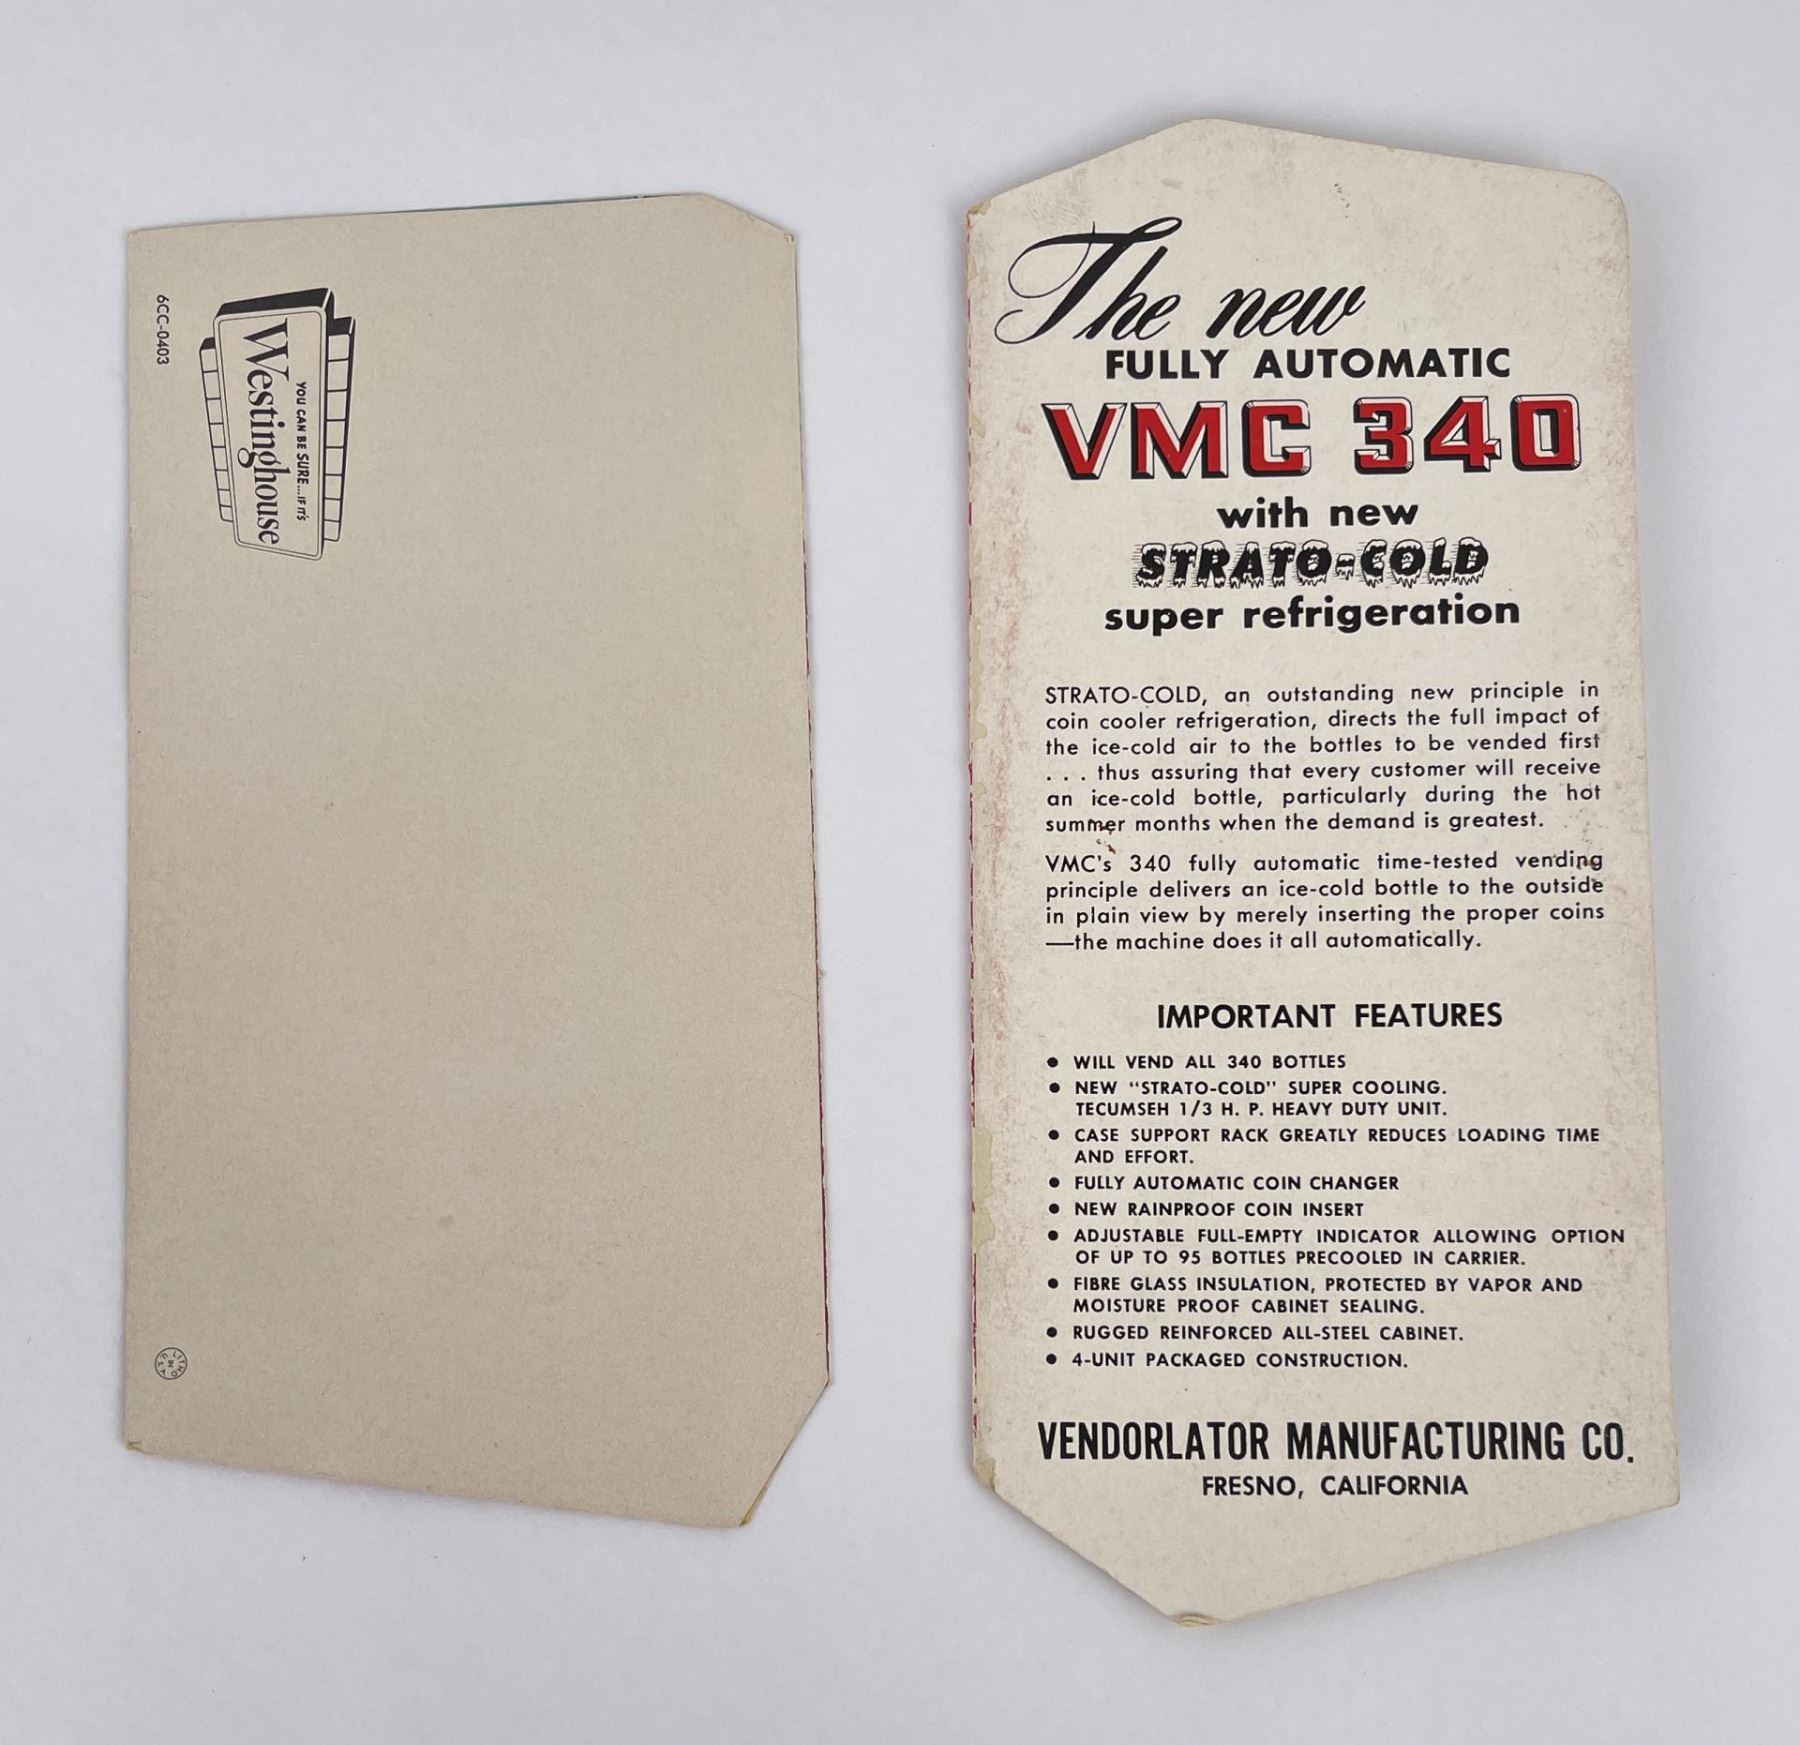 6CC-0403
YOU CAN BE SURE...IF IT'S
Westinghouse
LITHO
IN
U.S.A.
The new
FULLY AUTOMATIC
VMC 340
with new
STRATO-COLD
super refrigeration
STRATO-COLD, an outstanding new principle in
coin cooler refrigeration, directs the full impact of
the ice-cold air to the bottles to be vended first
. . . thus assuring that every customer will receive
an ice-cold bottle, particularly during the hot
summer months when the demand is greatest.
VMC's 340 fully automatic time-tested vending
principle delivers an ice-cold bottle to the outside
in plain view by merely inserting the proper coins
—the machine does it all automatically.
IMPORTANT FEATURES
• WILL VEND ALL 340 BOTTLES
• NEW "STRATO-COLD" SUPER COOLING.
TECUMSEH 1/3 H. P. HEAVY DUTY UNIT.
• CASE SUPPORT RACK GREATLY REDUCES LOADING TIME
AND EFFORT.
• FULLY AUTOMATIC COIN CHANGER
• NEW RAINPROOF COIN INSERT
• ADJUSTABLE FULL-EMPTY INDICATOR ALLOWING OPTION
OF UP TO 95 BOTTLES PRECOOLED IN CARRIER.
• FIBRE GLASS INSULATION, PROTECTED BY VAPOR AND
MOISTURE PROOF CABINET SEALING.
• RUGGED REINFORCED ALL-STEEL CABINET.
• 4-UNIT PACKAGED CONSTRUCTION.
VENDORLATOR MANUFACTURING CO.
FRESNO, CALIFORNIA